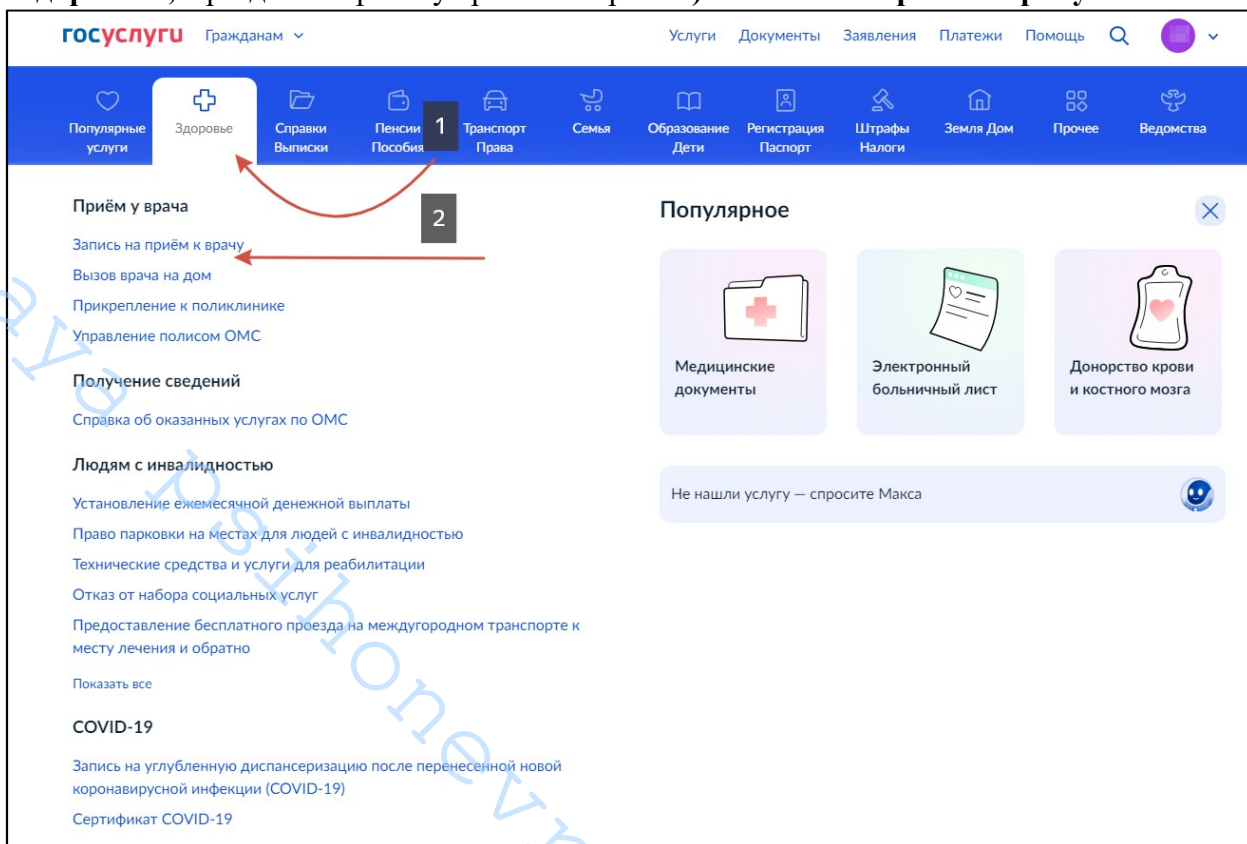 госуслуги Гражданам Услуги Документы Заявления Платежи Помощь
Популярные услуги Здоровье Справки Выписки Пенсии Пособия Транспорт Права Семья Образование Дети Регистрация Паспорт Штрафы Налоги Земля Дом Прочее Ведомства
1
2
Приём у врача
Запись на приём к врачу
Вызов врача на дом
Прикрепление к поликлинике
Управление полисом ОМС
Получение сведений
Справка об оказанных услугах по ОМС
Людям с инвалидностью
Установление ежемесячной денежной выплаты
Право парковки на местах для людей с инвалидностью
Технические средства и услуги для реабилитации
Отказ от набора социальных услуг
Предоставление бесплатного проезда на междугородном транспорте к
месту лечения и обратно
Показать все
COVID-19
Запись на углубленную диспансеризацию после перенесенной новой
коронавирусной инфекции (COVID-19)
Сертификат COVID-19
Популярное
Медицинские
документы
Электронный
больничный лист
Донорство крови
и костного мозга
Не нашли услугу — спросите Макса
aya psihonevr